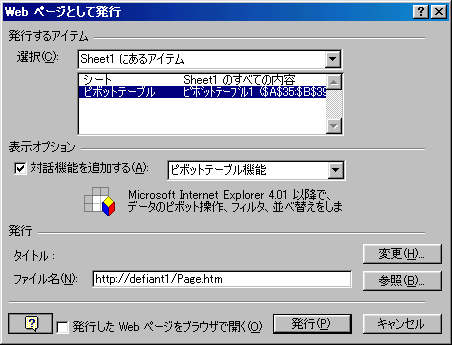 Web ページとして発行
発行するアイテム
選択(C):
Sheet1 にあるアイテム
シート Sheet1 のすべての内容
ピボットテーブル ピボットテーブル1 ($A$35:$B$39
表示オプション
対話機能を追加する(A):
ピボットテーブル機能
Microsoft Internet Explorer 4.01 以降で、
データのピボット操作、フィルタ、並べ替えをしま
発行
タイトル :
変更(H)...
ファイル名(N):
http://defiant1/Page.htm
参照(B)...
発行した Web ページをブラウザで開く(O)
発行(P)
キャンセル